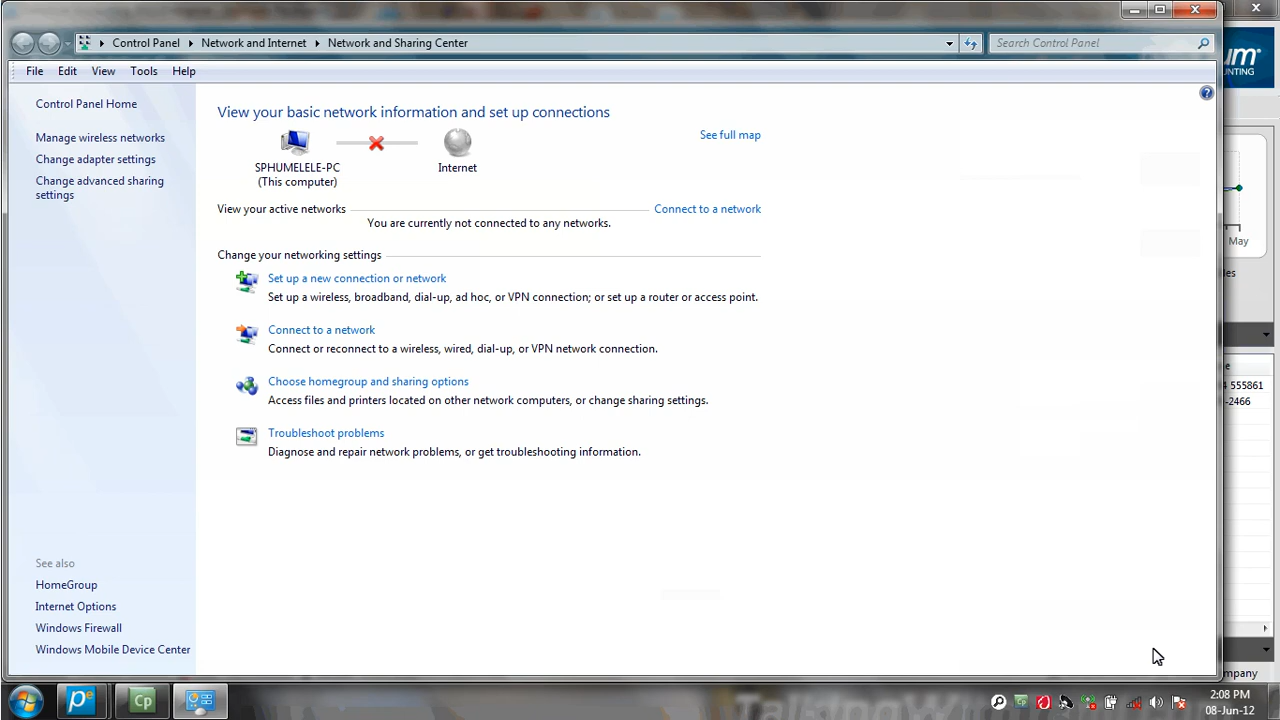 Control Panel
Network and Internet
Network and Sharing Center
Search Control Panel
File
Edit
View
Tools
Help
Control Panel Home
Manage wireless networks
Change adapter settings
Change advanced sharing
settings
View your basic network information and set up connections
See full map
SPHUMELELE-PC
(This computer)
Internet
View your active networks
Connect to a network
You are currently not connected to any networks.
Change your networking settings
Set up a new connection or network
Set up a wireless, broadband, dial-up, ad hoc, or VPN connection; or set up a router or access point.
Connect to a network
Connect or reconnect to a wireless, wired, dial-up, or VPN network connection.
Choose homegroup and sharing options
Access files and printers located on other network computers, or change sharing settings.
Troubleshoot problems
Diagnose and repair network problems, or get troubleshooting information.
See also
HomeGroup
Internet Options
Windows Firewall
Windows Mobile Device Center
May
555861
-2466
Cp
2:08 PM
08-Jun-12